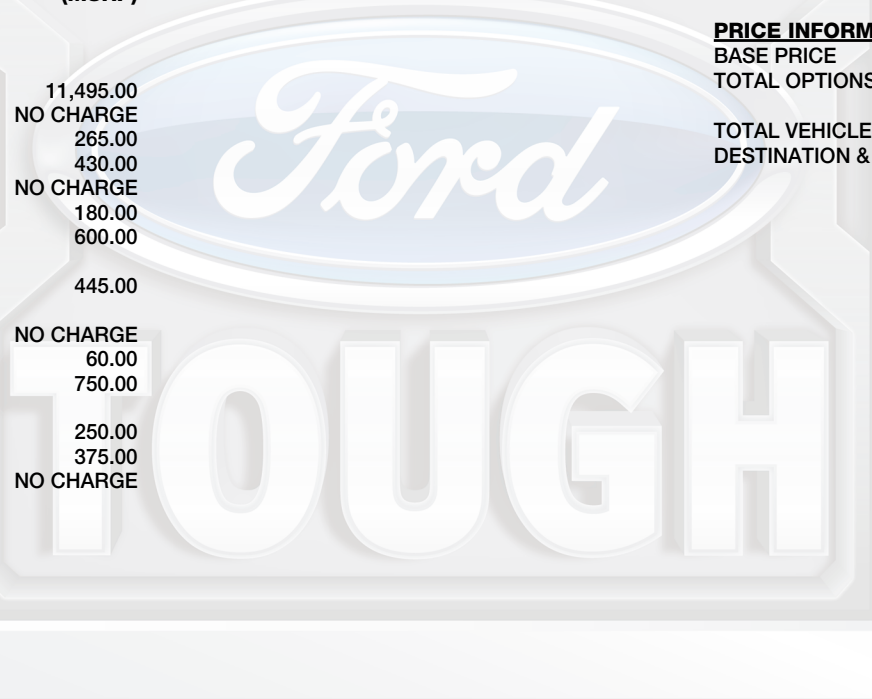 (MSRP)
11,495.00
NO CHARGE
265.00
430.00
NO CHARGE
180.00
600.00
445.00
NO CHARGE
60.00
750.00
250.00
375.00
NO CHARGE
PRICE INFORM
BASE PRICE
TOTAL OPTIONS
TOTAL VEHICLE
DESTINATION &
Ford
TOUGH